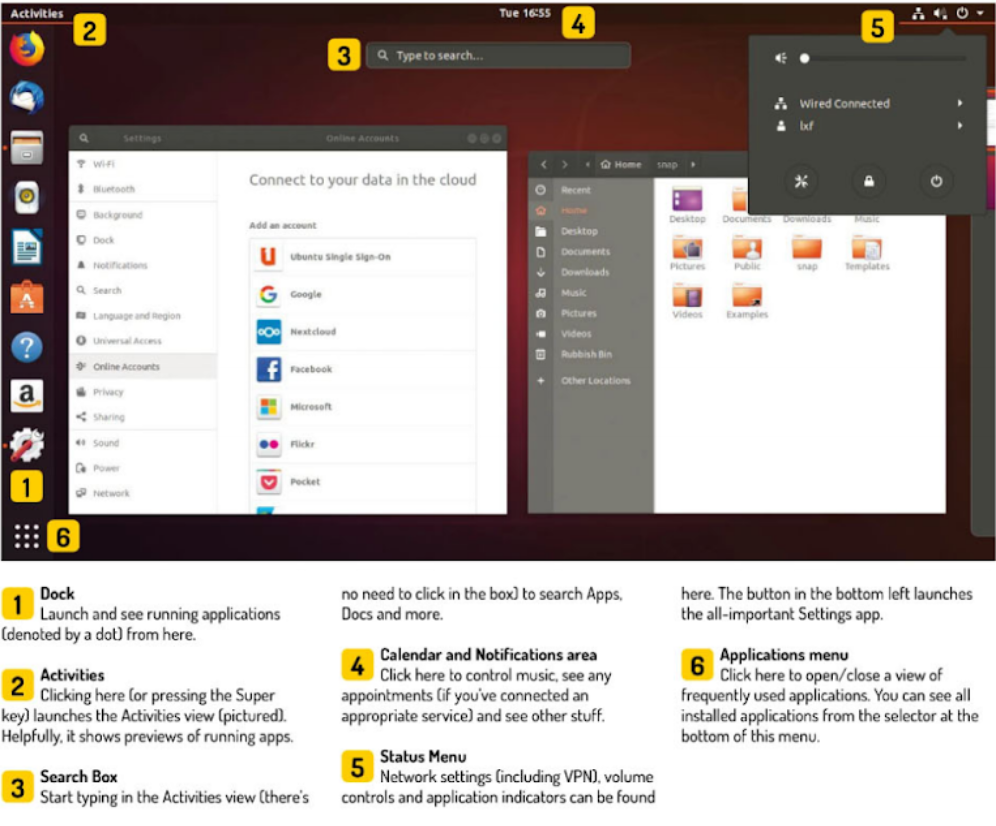 Activities
2
Tue 16:55
4
5
3
Type to search...
Wired Connected
lxf
Settings
Online Accounts
Wi-Fi
Bluetooth
Background
Dock
Notifications
Search
Language and Region
Universal Access
Online Accounts
Privacy
Sharing
Sound
Power
Network
Connect to your data in the cloud
Add an account
Ubuntu Single Sign-On
Google
Nextcloud
Facebook
Microsoft
Flickr
Pocket
Home
snap
Recent
Home
Desktop
Documents
Downloads
Music
Pictures
Videos
Rubbish Bin
Other Locations
Desktop Documents Downloads Music
Pictures Public snap Templates
Videos Examples
a
1
6
1 Dock
Launch and see running applications
(denoted by a dot) from here.
2 Activities
Clicking here (or pressing the Super
key) launches the Activities view (pictured).
Helpfully, it shows previews of running apps.
3 Search Box
Start typing in the Activities view (there's
no need to click in the box) to search Apps,
Docs and more.
4 Calendar and Notifications area
Click here to control music, see any
appointments (if you've connected an
appropriate service) and see other stuff.
5 Status Menu
Network settings (including VPN), volume
controls and application indicators can be found
here. The button in the bottom left launches
the all-important Settings app.
6 Applications menu
Click here to open/close a view of
frequently used applications. You can see all
installed applications from the selector at the
bottom of this menu.